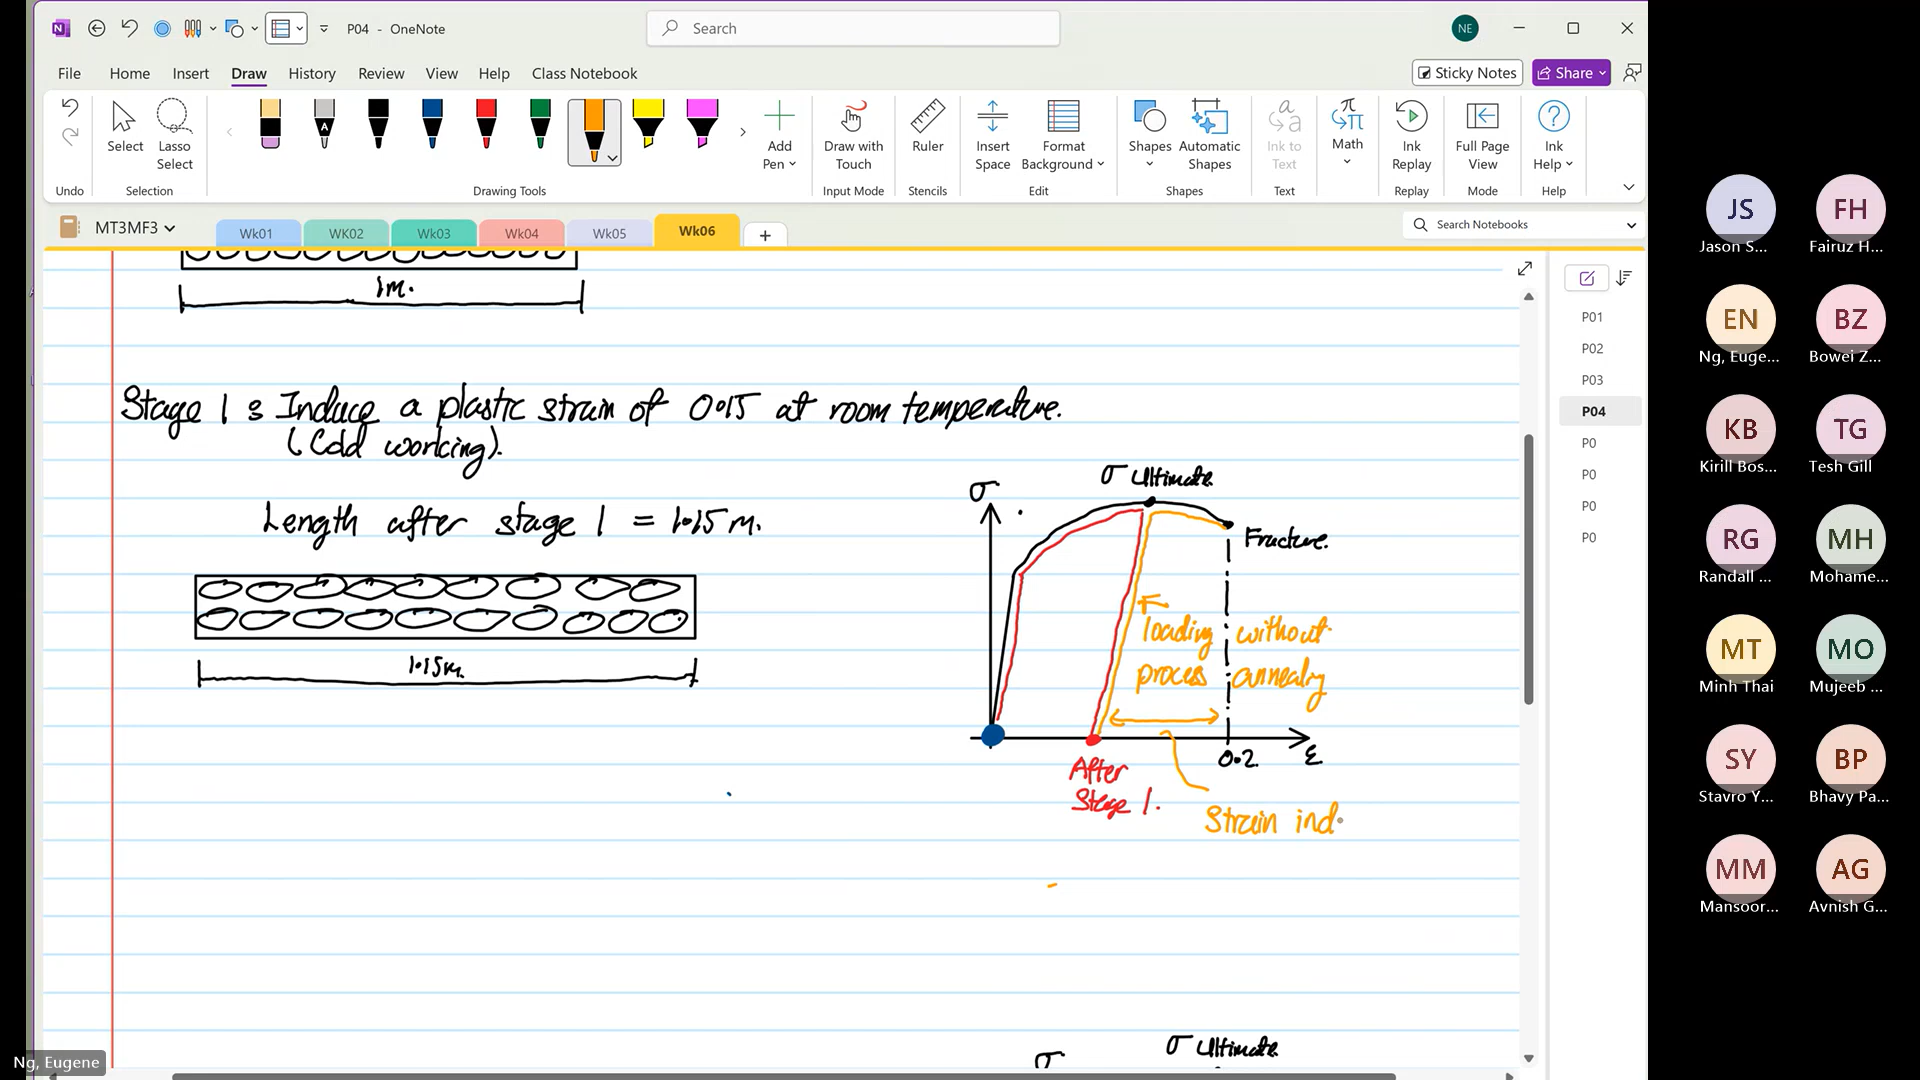 P04 - OneNote
Search
NE
File Home Insert Draw History Review View Help Class Notebook
Sticky Notes
Share
Select
Lasso Select
A
Add Pen
Draw with Touch
Ruler
Insert Space
Format Background
Shapes
Automatic Shapes
Ink to Text
Math
Ink Replay
Full Page View
Ink Help
Undo
Selection
Drawing Tools
Input Mode
Stencils
Edit
Shapes
Text
Replay
Mode
Help
MT3MF3
Wk01
WK02
Wk03
Wk04
Wk05
Wk06
Search Notebooks
P01
P02
P03
P04
P0
P0
P0
P0
1m.
Stage 1 : Induce a plastic strain of 0.15 at room temperature.
(Cold working).
Length after stage 1 = 1.15m.
1.15m.
σ
σ Ultimate.
Fracture.
loading without
process annealing
0.2
ε
After
Stage 1.
Strain ind
σ Ultimate
σ
JS
Jason S...
FH
Fairuz H...
EN
Ng, Euge...
BZ
Bowei Z...
KB
Kirill Bos...
TG
Tesh Gill
RG
Randall ...
MH
Mohame...
MT
Minh Thai
MO
Mujeeb ...
SY
Stavro Y...
BP
Bhavy Pa...
MM
Mansoor...
AG
Avnish G...
Ng, Eugene